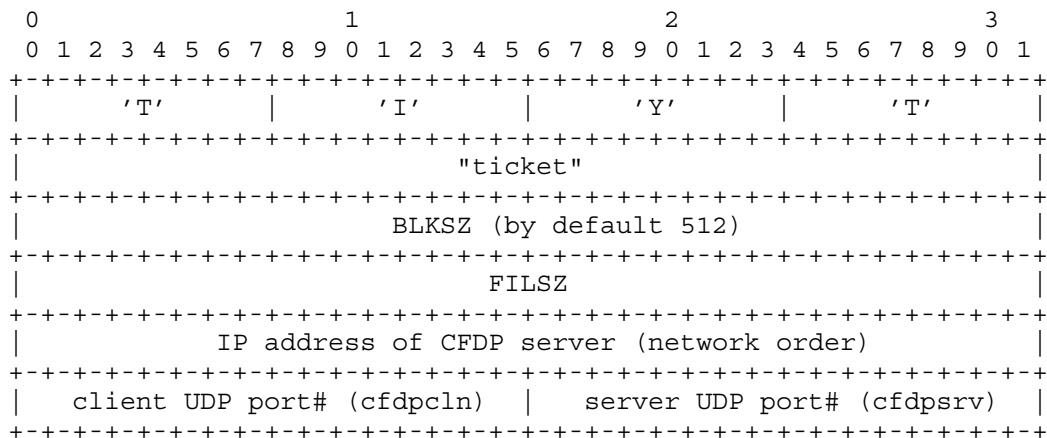 0                   1                   2                   3
 0 1 2 3 4 5 6 7 8 9 0 1 2 3 4 5 6 7 8 9 0 1 2 3 4 5 6 7 8 9 0 1
+-+-+-+-+-+-+-+-+-+-+-+-+-+-+-+-+-+-+-+-+-+-+-+-+-+-+-+-+-+-+-+-+
|      'T'      |      'I'      |      'Y'      |      'T'      |
+-+-+-+-+-+-+-+-+-+-+-+-+-+-+-+-+-+-+-+-+-+-+-+-+-+-+-+-+-+-+-+-+
|                           "ticket"                            |
+-+-+-+-+-+-+-+-+-+-+-+-+-+-+-+-+-+-+-+-+-+-+-+-+-+-+-+-+-+-+-+-+
|                       BLKSZ (by default 512)                  |
+-+-+-+-+-+-+-+-+-+-+-+-+-+-+-+-+-+-+-+-+-+-+-+-+-+-+-+-+-+-+-+-+
|                             FILSZ                             |
+-+-+-+-+-+-+-+-+-+-+-+-+-+-+-+-+-+-+-+-+-+-+-+-+-+-+-+-+-+-+-+-+
|            IP address of CFDP server (network order)          |
+-+-+-+-+-+-+-+-+-+-+-+-+-+-+-+-+-+-+-+-+-+-+-+-+-+-+-+-+-+-+-+-+
|   client UDP port# (cfdpcln)  |   server UDP port# (cfdpsrv)  |
+-+-+-+-+-+-+-+-+-+-+-+-+-+-+-+-+-+-+-+-+-+-+-+-+-+-+-+-+-+-+-+-+